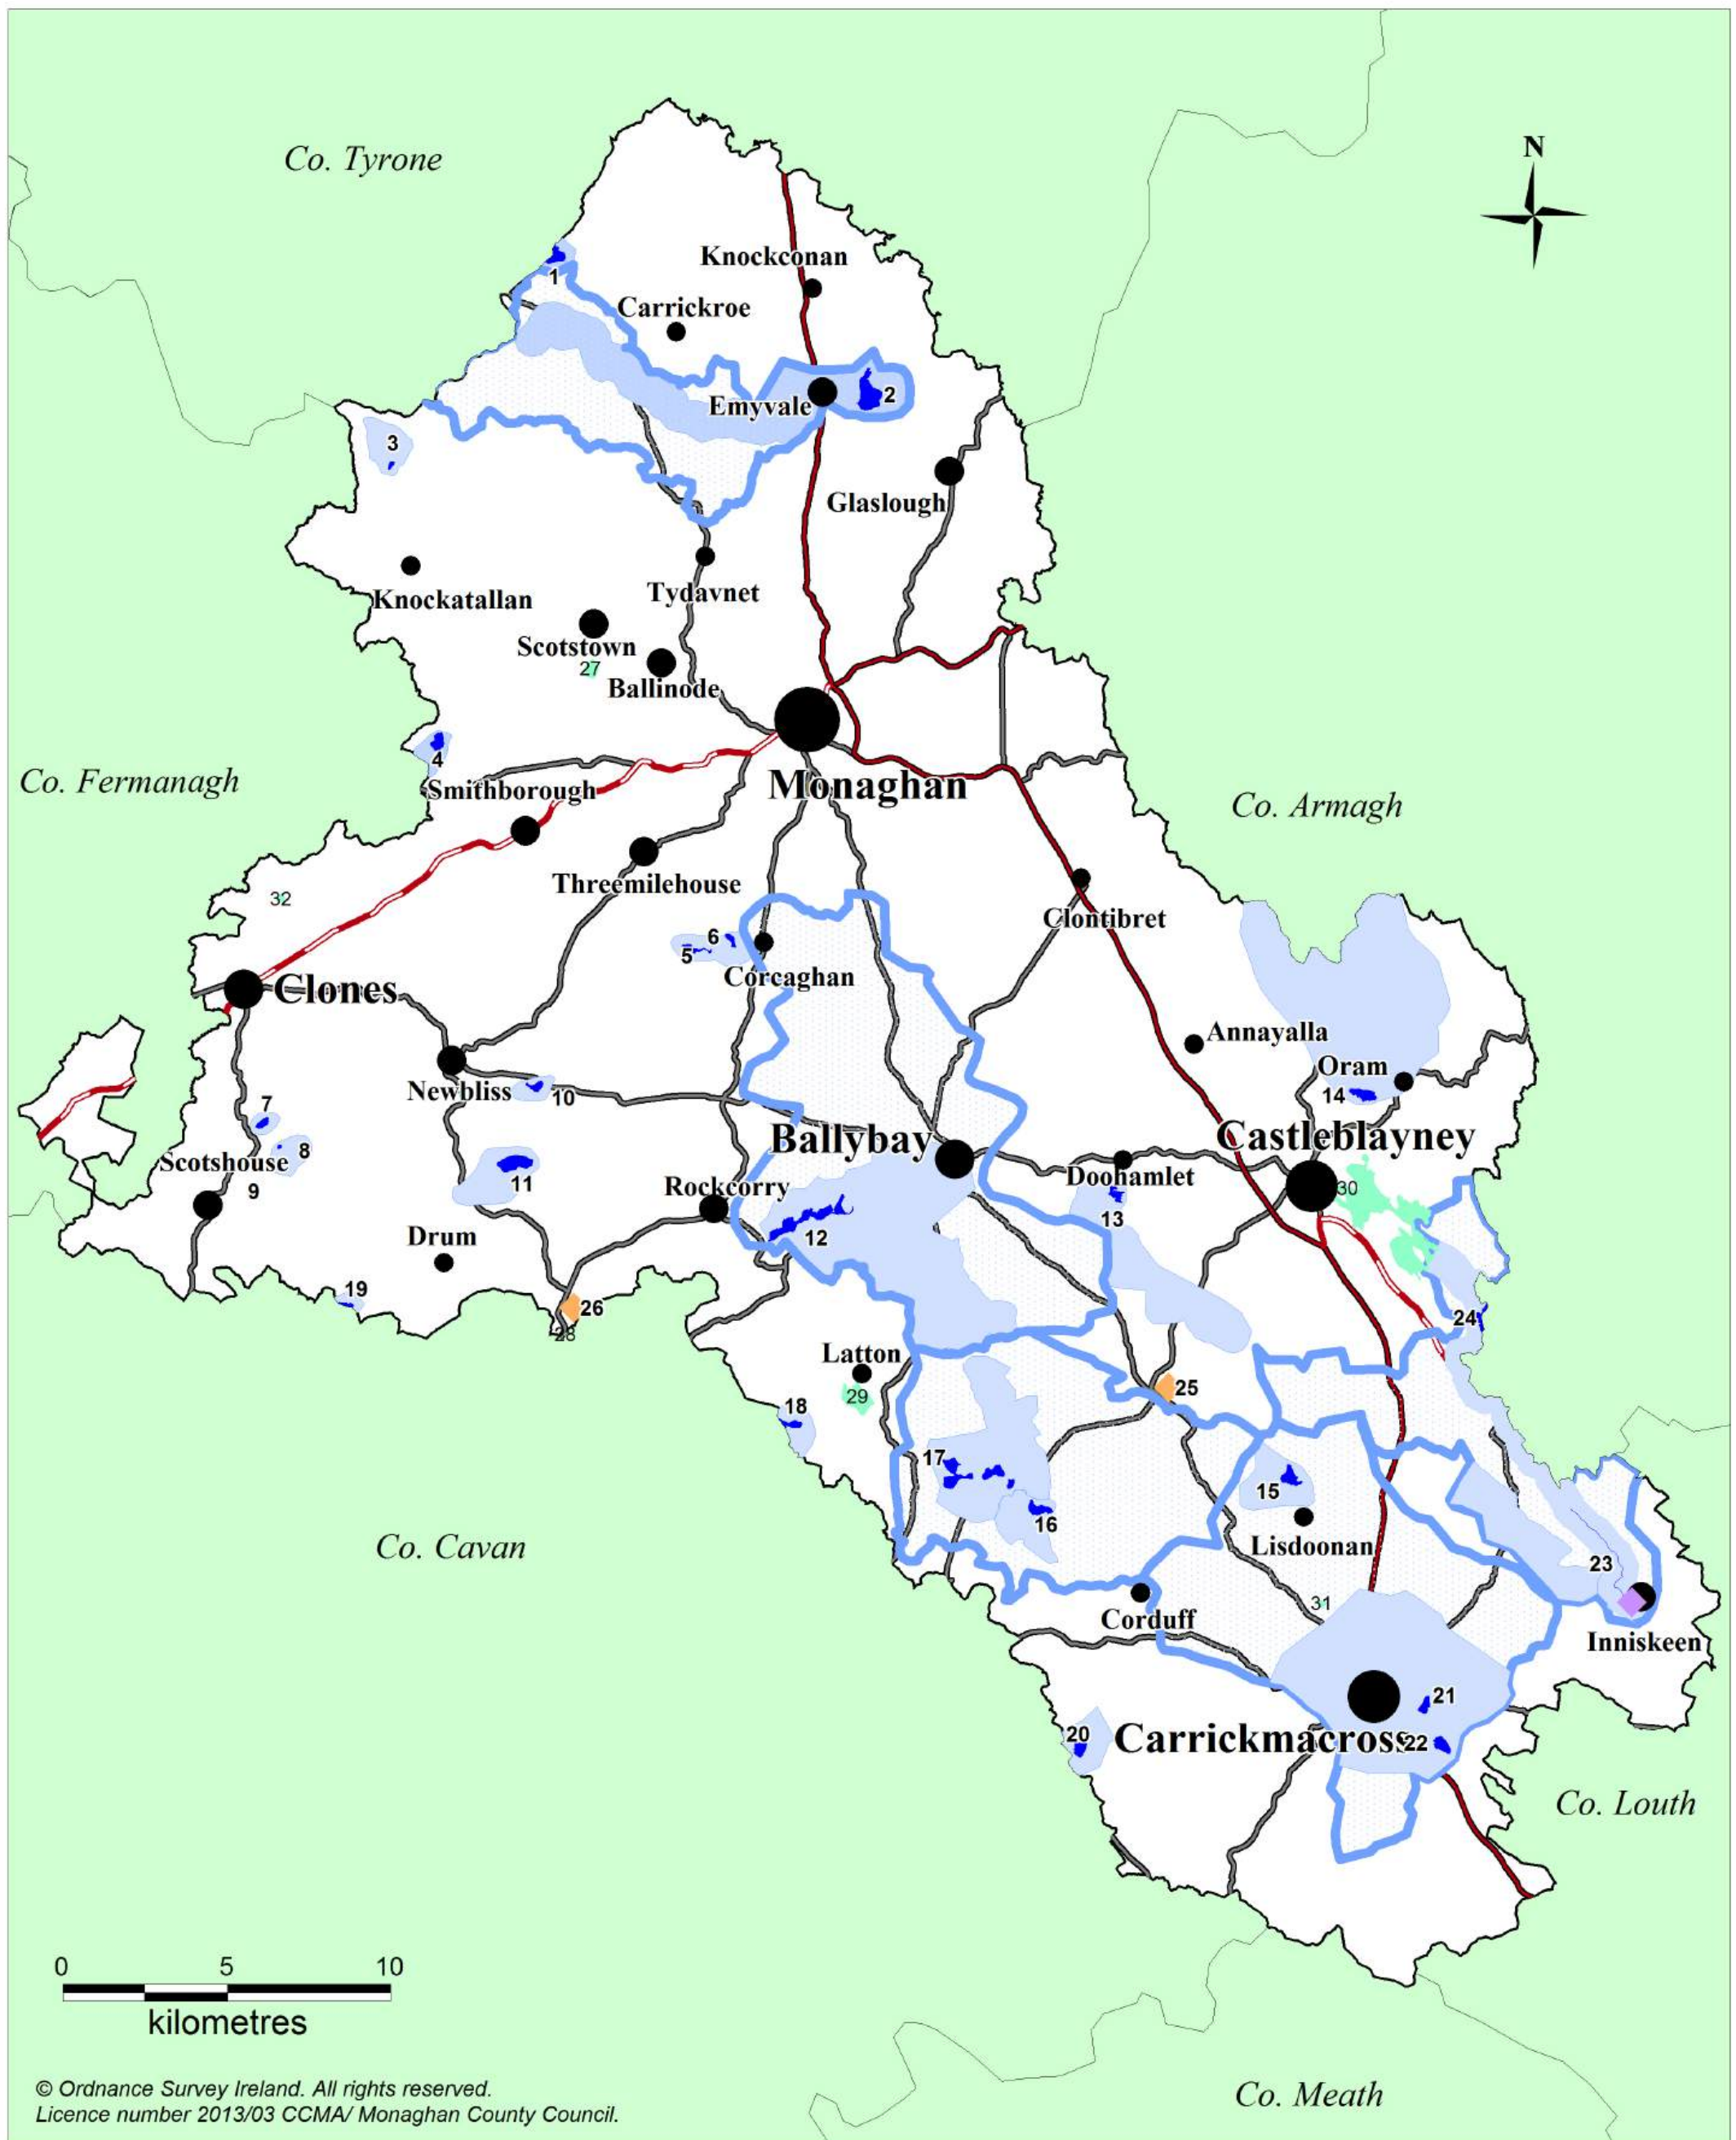 Co. Tyrone
N
Knockconan
1
Carrickroe
2
Emyvale
3
Glaslough
Tydavnet
Knockatallan
Scotstown
27
Ballinode
4
Co. Fermanagh
Monaghan
Smithborough
Co. Armagh
Threemilehouse
32
Clontibret
6
5
Corcaghan
Clones
Annayalla
Oram
14
Newbliss
10
7
8
Ballybay
Castleblayney
Scotshouse
9
11
Rockcorry
Doohamlet
30
13
Drum
12
19
26
28
24
Latton
29
25
18
17
15
16
Lisdoonan
Co. Cavan
23
31
Corduff
Inniskeen
21
20
Carrickmacross
22
Co. Louth
0 5 10
kilometres
© Ordnance Survey Ireland. All rights reserved.
Licence number 2013/03 CCMA/ Monaghan County Council.
Co. Meath